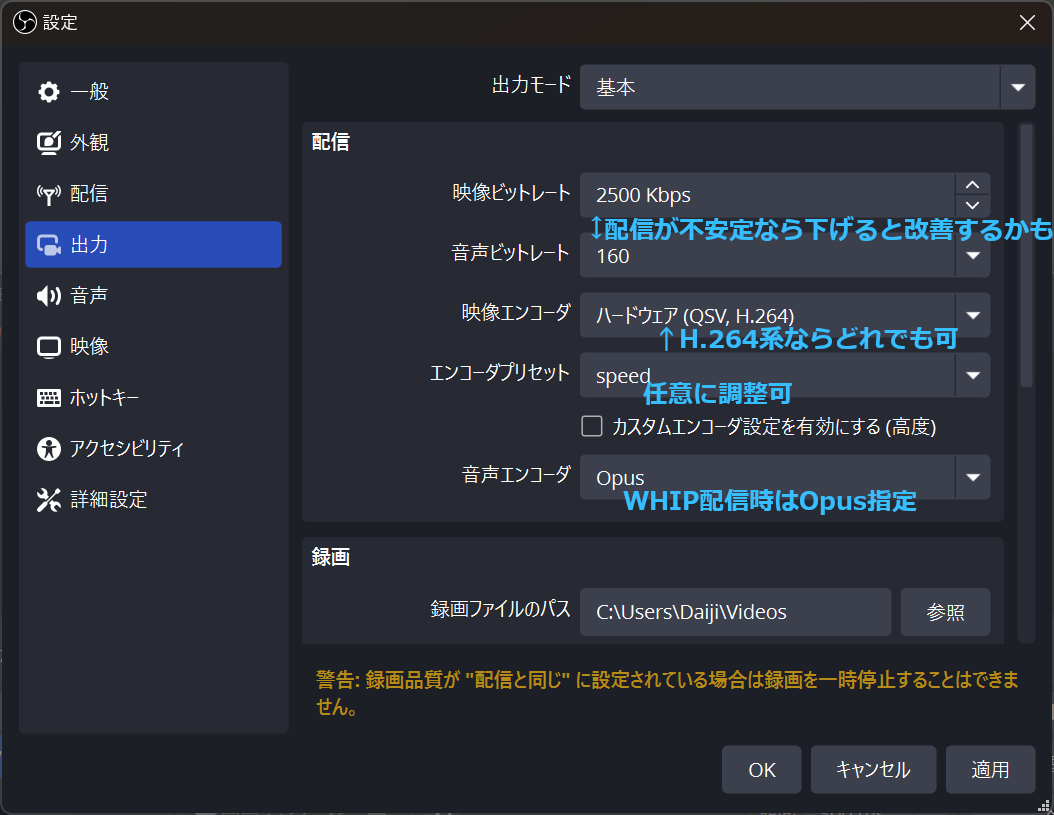 設定
一般
外観
配信
出力
音声
映像
ホットキー
アクセシビリティ
詳細設定
出力モード 基本
配信
映像ビットレート 2500 Kbps
↕配信が不安定なら下げると改善するかも
音声ビットレート 160
映像エンコーダ ハードウェア (QSV, H.264)
↑H.264系ならどれでも可
エンコーダプリセット speed
任意に調整可
カスタムエンコーダ設定を有効にする (高度)
音声エンコーダ Opus
WHIP配信時はOpus指定
録画
録画ファイルのパス C:\Users\Daiji\Videos 参照
警告: 録画品質が "配信と同じ" に設定されている場合は録画を一時停止することはできま
せん。
OK キャンセル 適用